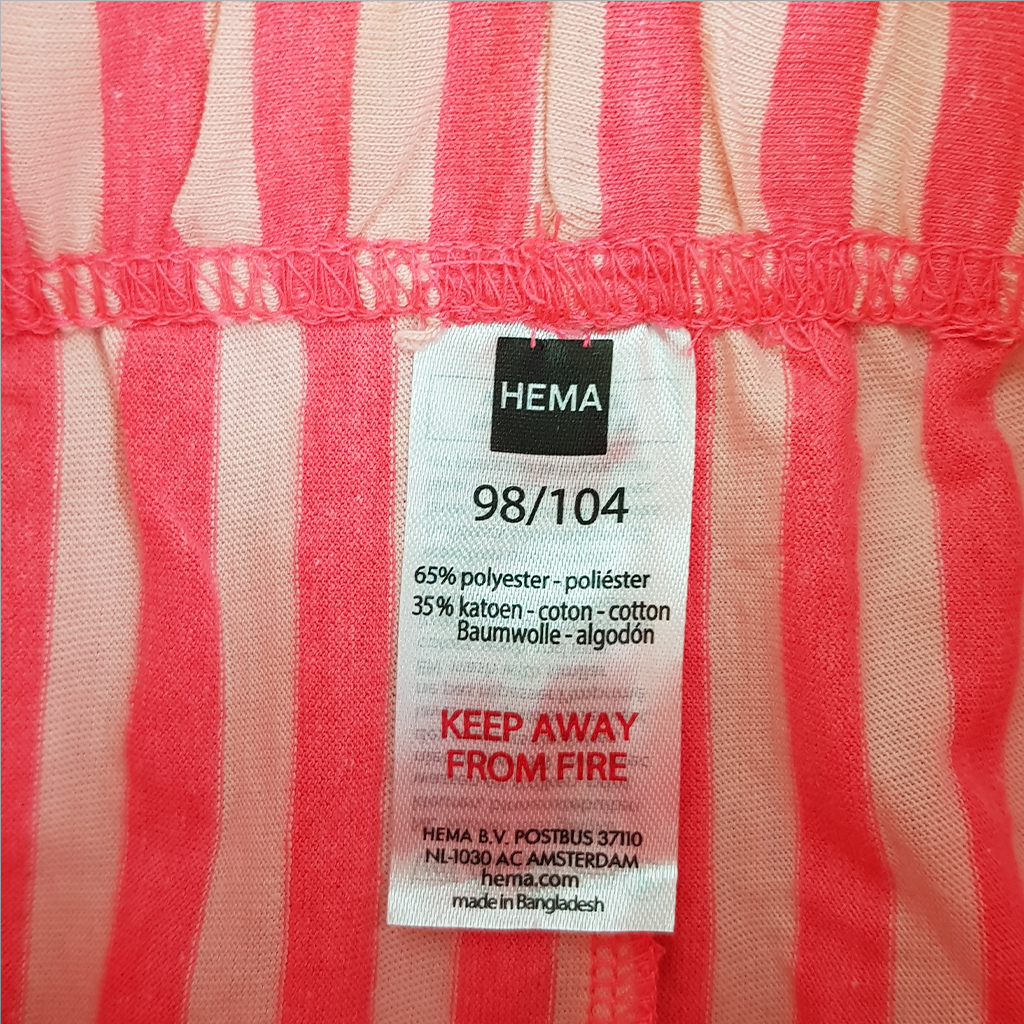 HEMA
98/104
65% polyester - poliéster
35% katoen - coton - cotton
Baumwolle - algodón
KEEP AWAY
FROM FIRE
HEMA B.V. POSTBUS 37110
NL-1030 AC AMSTERDAM
hema.com
made in Bangladesh